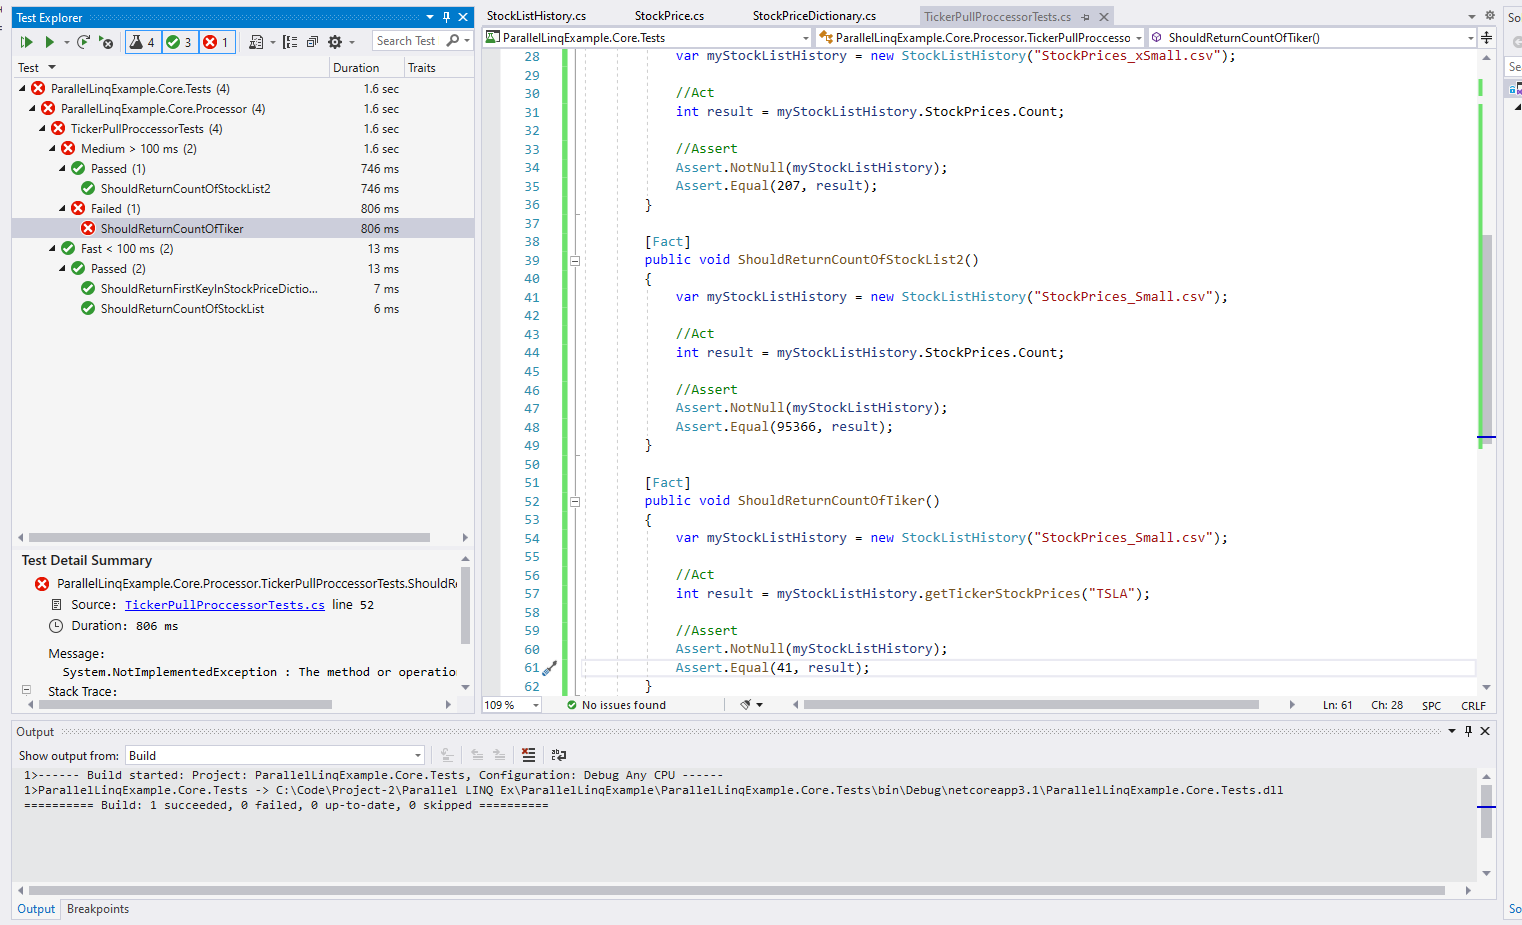 Test Explorer
4 3 1 Search Test
Test Duration Traits
ParallelLinqExample.Core.Tests (4) 1.6 sec
ParallelLinqExample.Core.Processor (4) 1.6 sec
TickerPullProccessorTests (4) 1.6 sec
Medium > 100 ms (2) 1.6 sec
Passed (1) 746 ms
ShouldReturnCountOfStockList2 746 ms
Failed (1) 806 ms
ShouldReturnCountOfTiker 806 ms
Fast < 100 ms (2) 13 ms
Passed (2) 13 ms
ShouldReturnFirstKeyInStockPriceDictio... 7 ms
ShouldReturnCountOfStockList 6 ms
Test Detail Summary
ParallelLinqExample.Core.Processor.TickerPullProccessorTests.ShouldRe
Source: TickerPullProccessorTests.cs line 52
Duration: 806 ms
Message:
System.NotImplementedException : The method or operation
Stack Trace:
StockListHistory.cs StockPrice.cs StockPriceDictionary.cs TickerPullProccessorTests.cs
ParallelLinqExample.Core.Tests ParallelLinqExample.Core.Processor.TickerPullProccesso ShouldReturnCountOfTiker()
28 var myStockListHistory = new StockListHistory("StockPrices_xSmall.csv");
29
30 //Act
31 int result = myStockListHistory.StockPrices.Count;
32
33 //Assert
34 Assert.NotNull(myStockListHistory);
35 Assert.Equal(207, result);
36 }
37
38 [Fact]
39 public void ShouldReturnCountOfStockList2()
40 {
41 var myStockListHistory = new StockListHistory("StockPrices_Small.csv");
42
43 //Act
44 int result = myStockListHistory.StockPrices.Count;
45
46 //Assert
47 Assert.NotNull(myStockListHistory);
48 Assert.Equal(95366, result);
49 }
50
51 [Fact]
52 public void ShouldReturnCountOfTiker()
53 {
54 var myStockListHistory = new StockListHistory("StockPrices_Small.csv");
55
56 //Act
57 int result = myStockListHistory.getTickerStockPrices("TSLA");
58
59 //Assert
60 Assert.NotNull(myStockListHistory);
61 Assert.Equal(41, result);
62 }
109 % No issues found Ln: 61 Ch: 28 SPC CRLF
So
Se
Output
Show output from: Build
1>------ Build started: Project: ParallelLinqExample.Core.Tests, Configuration: Debug Any CPU ------
1>ParallelLinqExample.Core.Tests -> C:\Code\Project-2\Parallel LINQ Ex\ParallelLinqExample\ParallelLinqExample.Core.Tests\bin\Debug\netcoreapp3.1\ParallelLinqExample.Core.Tests.dll
========== Build: 1 succeeded, 0 failed, 0 up-to-date, 0 skipped ==========
Output Breakpoints
So